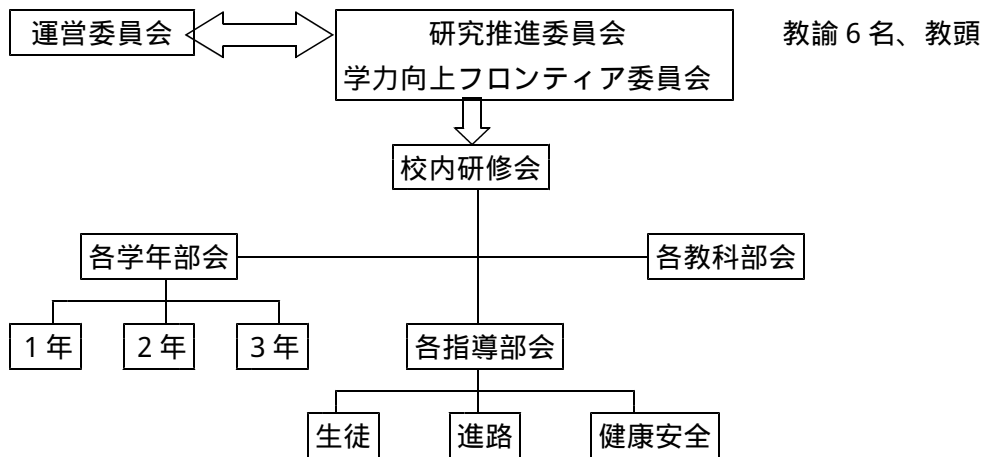 運営委員会
研究推進委員会
学力向上フロンティア委員会
教諭6名、教頭
校内研修会
各学年部会
各教科部会
1年
2年
3年
各指導部会
生徒
進路
健康安全